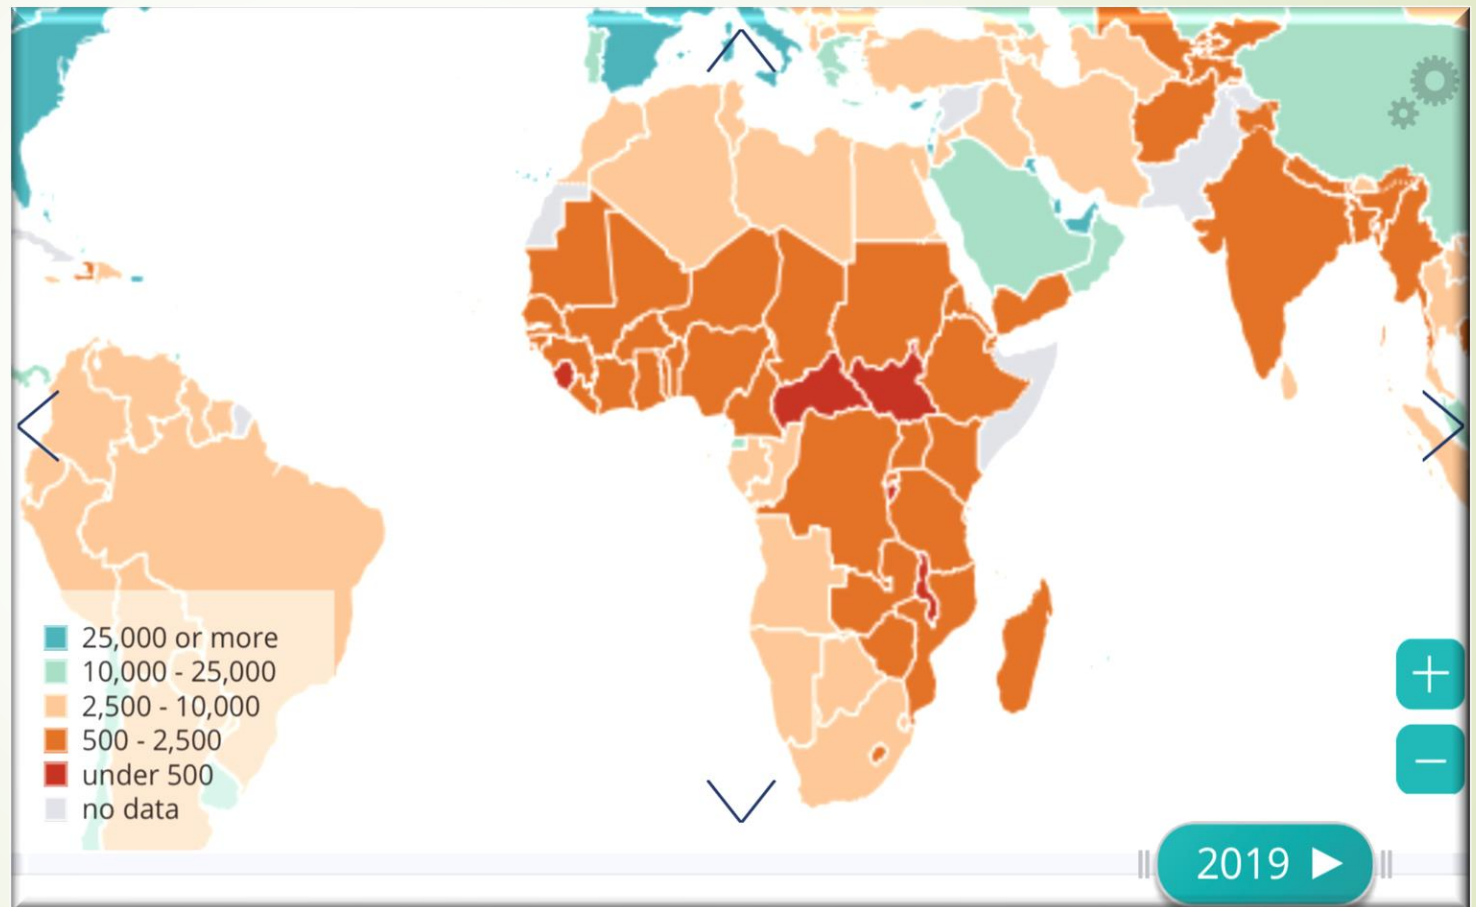 25,000 or more
10,000 - 25,000
2,500 - 10,000
500 - 2,500
under 500
no data
2019